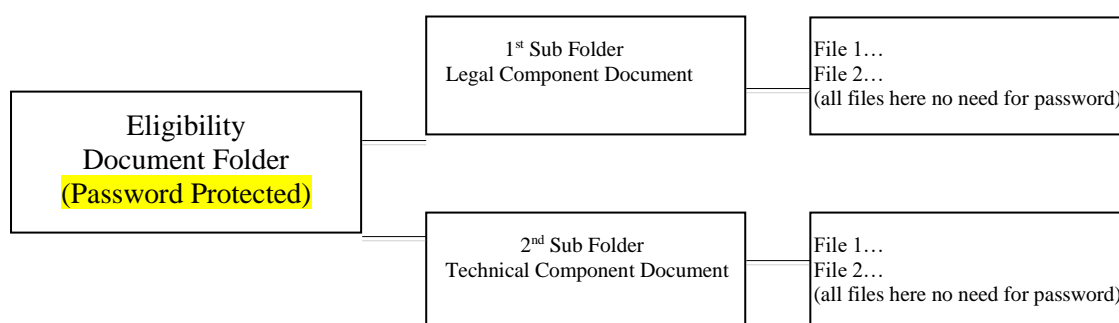 Eligibility
Document Folder
(Password Protected)
1st Sub Folder
Legal Component Document
File 1…
File 2…
(all files here no need for password)
2nd Sub Folder
Technical Component Document
File 1…
File 2…
(all files here no need for password)